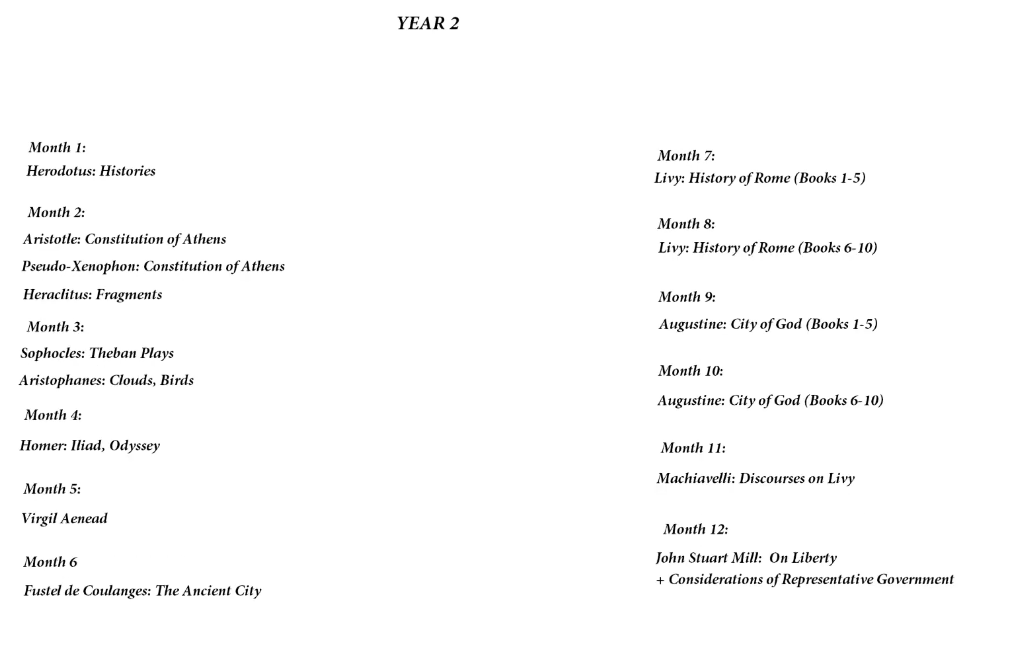 YEAR 2
Month 1:
Herodotus: Histories
Month 2:
Aristotle: Constitution of Athens
Pseudo-Xenophon: Constitution of Athens
Heraclitus: Fragments
Month 3:
Sophocles: Theban Plays
Aristophanes: Clouds, Birds
Month 4:
Homer: Iliad, Odyssey
Month 5:
Virgil Aenead
Month 6
Fustel de Coulanges: The Ancient City
Month 7:
Livy: History of Rome (Books 1-5)
Month 8:
Livy: History of Rome (Books 6-10)
Month 9:
Augustine: City of God (Books 1-5)
Month 10:
Augustine: City of God (Books 6-10)
Month 11:
Machiavelli: Discourses on Livy
Month 12:
John Stuart Mill: On Liberty
+ Considerations of Representative Government